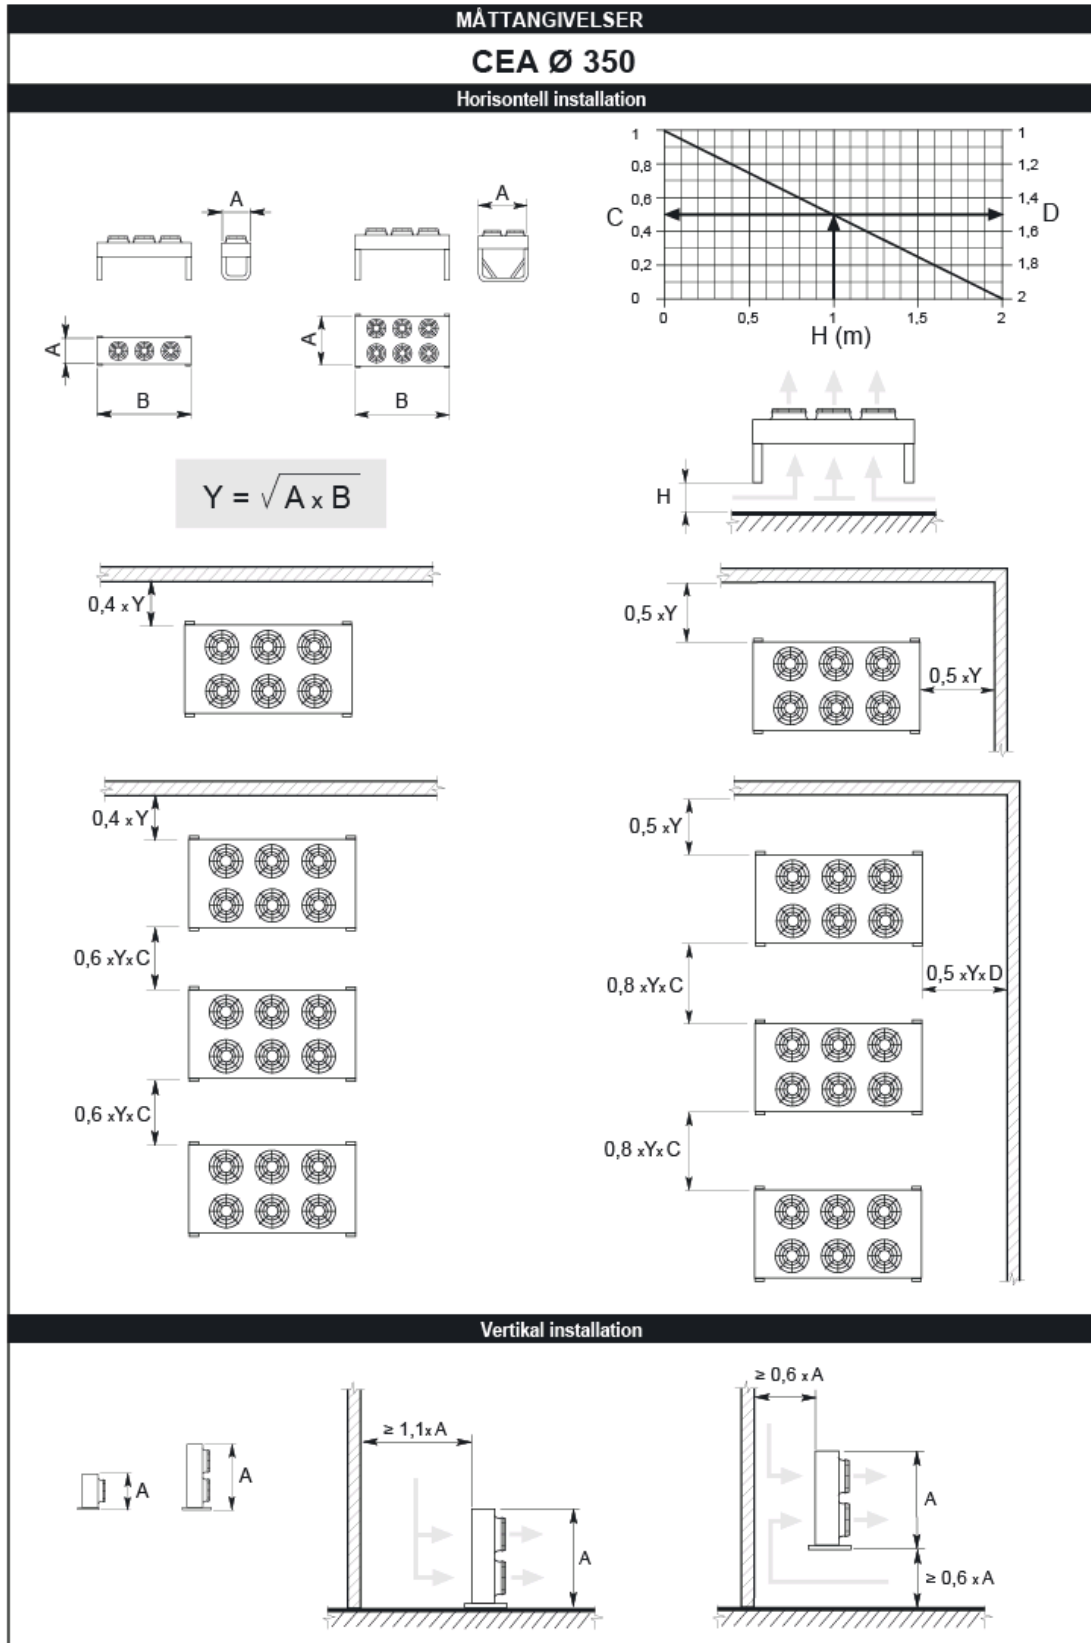 MÅTTANGIVELSER
CEA Ø 350
Horisontell installation
A
A
A
B
A
B
1
0,8
0,6
C
0,4
0,2
0
1
1,2
1,4
D
1,6
1,8
2
0
0,5
1
1,5
2
H (m)
H
Y = √A x B
0,4 x Y
0,5 x Y
0,5 x Y
0,4 x Y
0,6 x Y x C
0,6 x Y x C
0,5 x Y
0,8 x Y x C
0,5 x Y x D
0,8 x Y x C
Vertikal installation
A
A
≥ 1,1 x A
A
≥ 0,6 x A
A
≥ 0,6 x A